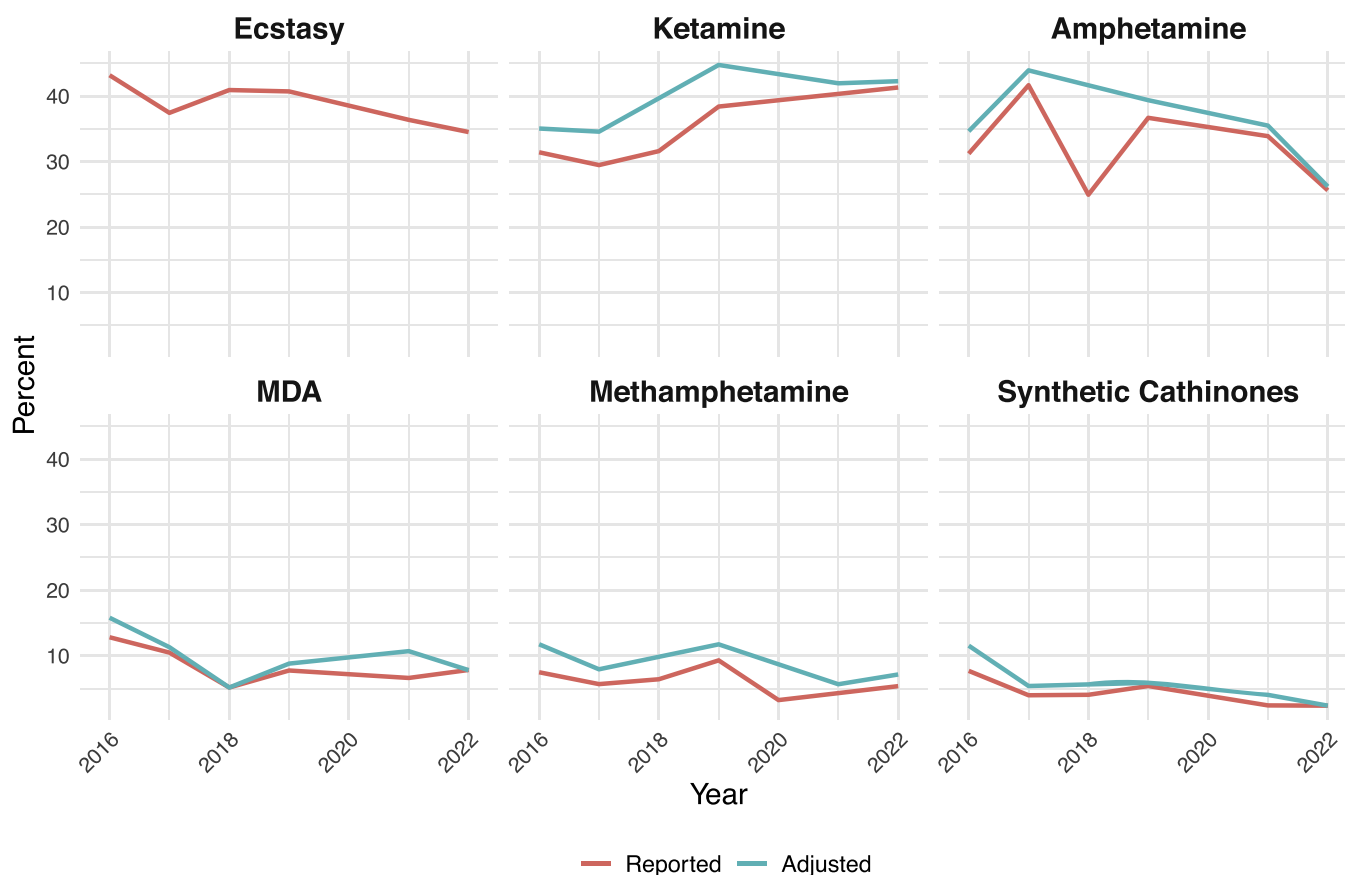 Ecstasy Ketamine Amphetamine
40
30
20
10
Percent
MDA Methamphetamine Synthetic Cathinones
40
30
20
10
2016 2018 2020 2022 2016 2018 2020 2022 2016 2018 2020 2022
Year
Reported Adjusted